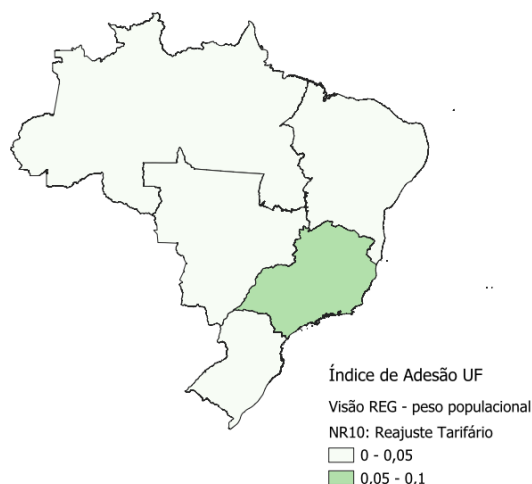 Índice de Adesão UF
Visão REG - peso populacional
NR10: Reajuste Tarifário
0 - 0,05
0,05 - 0,1